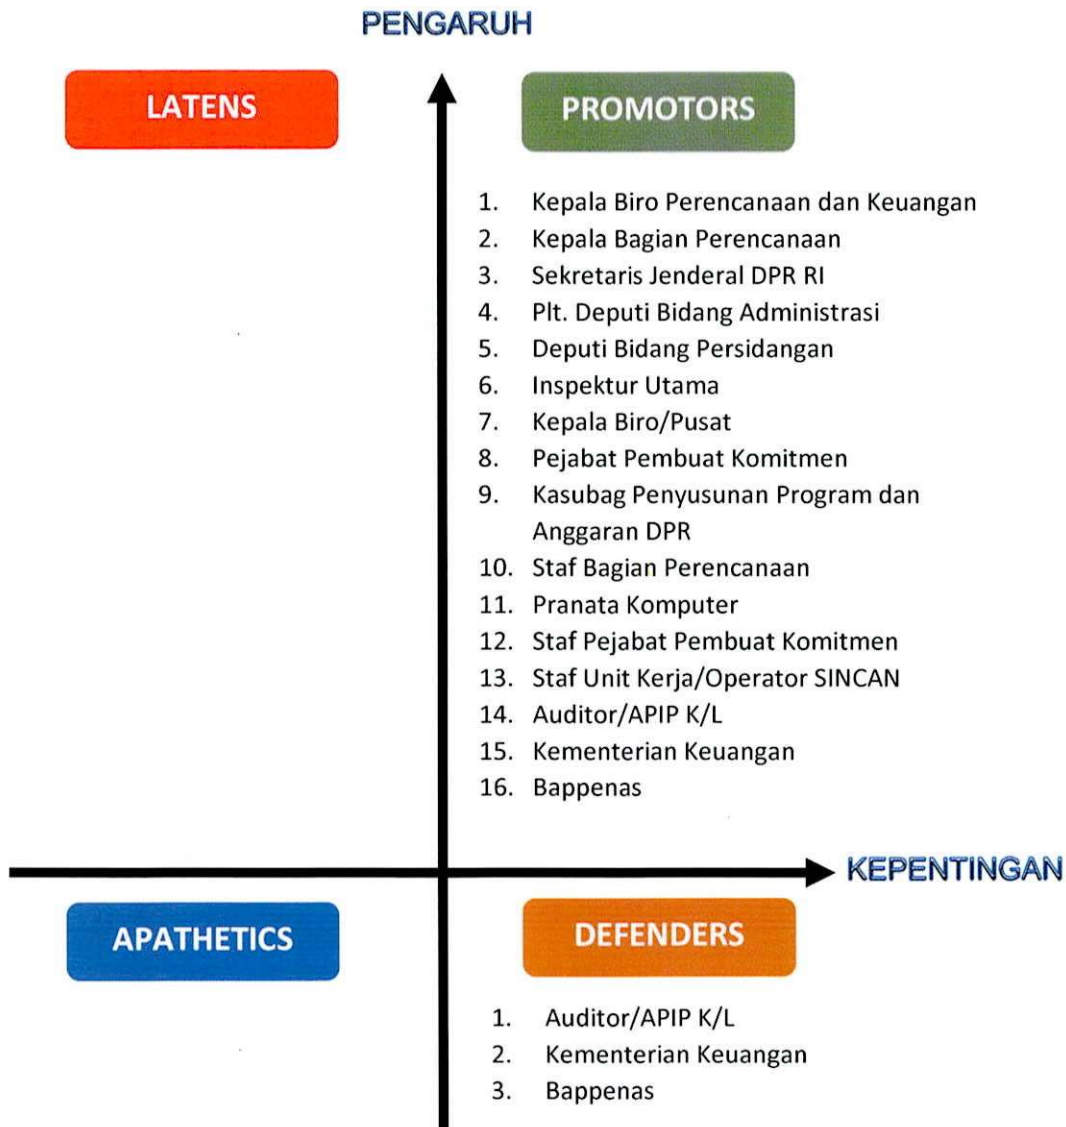 PENGARUH
LATENS
PROMOTORS
1. Kepala Biro Perencanaan dan Keuangan
2. Kepala Bagian Perencanaan
3. Sekretaris Jenderal DPR RI
4. Plt. Deputi Bidang Administrasi
5. Deputi Bidang Persidangan
6. Inspektur Utama
7. Kepala Biro/Pusat
8. Pejabat Pembuat Komitmen
9. Kasubag Penyusunan Program dan
Anggaran DPR
10. Staf Bagian Perencanaan
11. Pranata Komputer
12. Staf Pejabat Pembuat Komitmen
13. Staf Unit Kerja/Operator SINCAN
14. Auditor/APIP K/L
15. Kementerian Keuangan
16. Bappenas
KEPENTINGAN
APATHETICS
DEFENDERS
1. Auditor/APIP K/L
2. Kementerian Keuangan
3. Bappenas